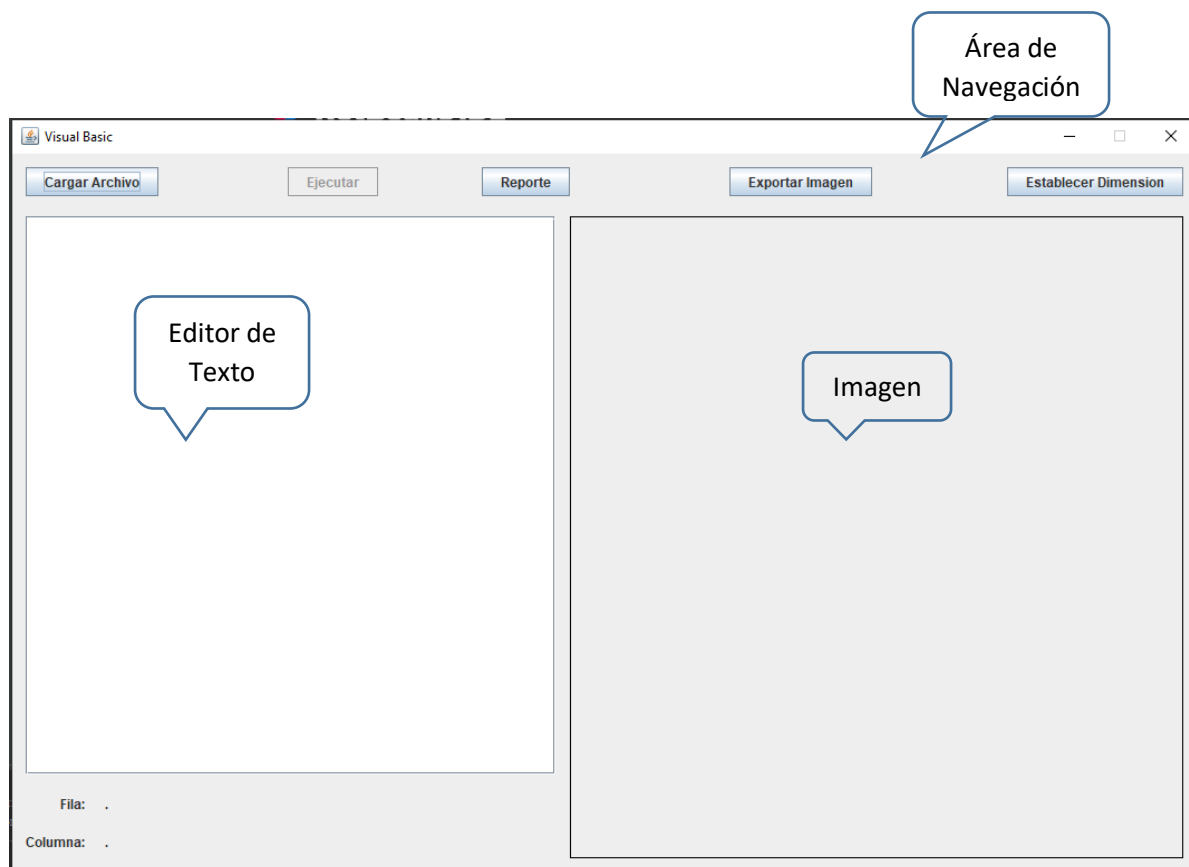 Área de
Navegación
Visual Basic
Cargar Archivo
Ejecutar
Reporte
Exportar Imagen
Establecer Dimension
Editor de
Texto
Imagen
Fila: .
Columna: .